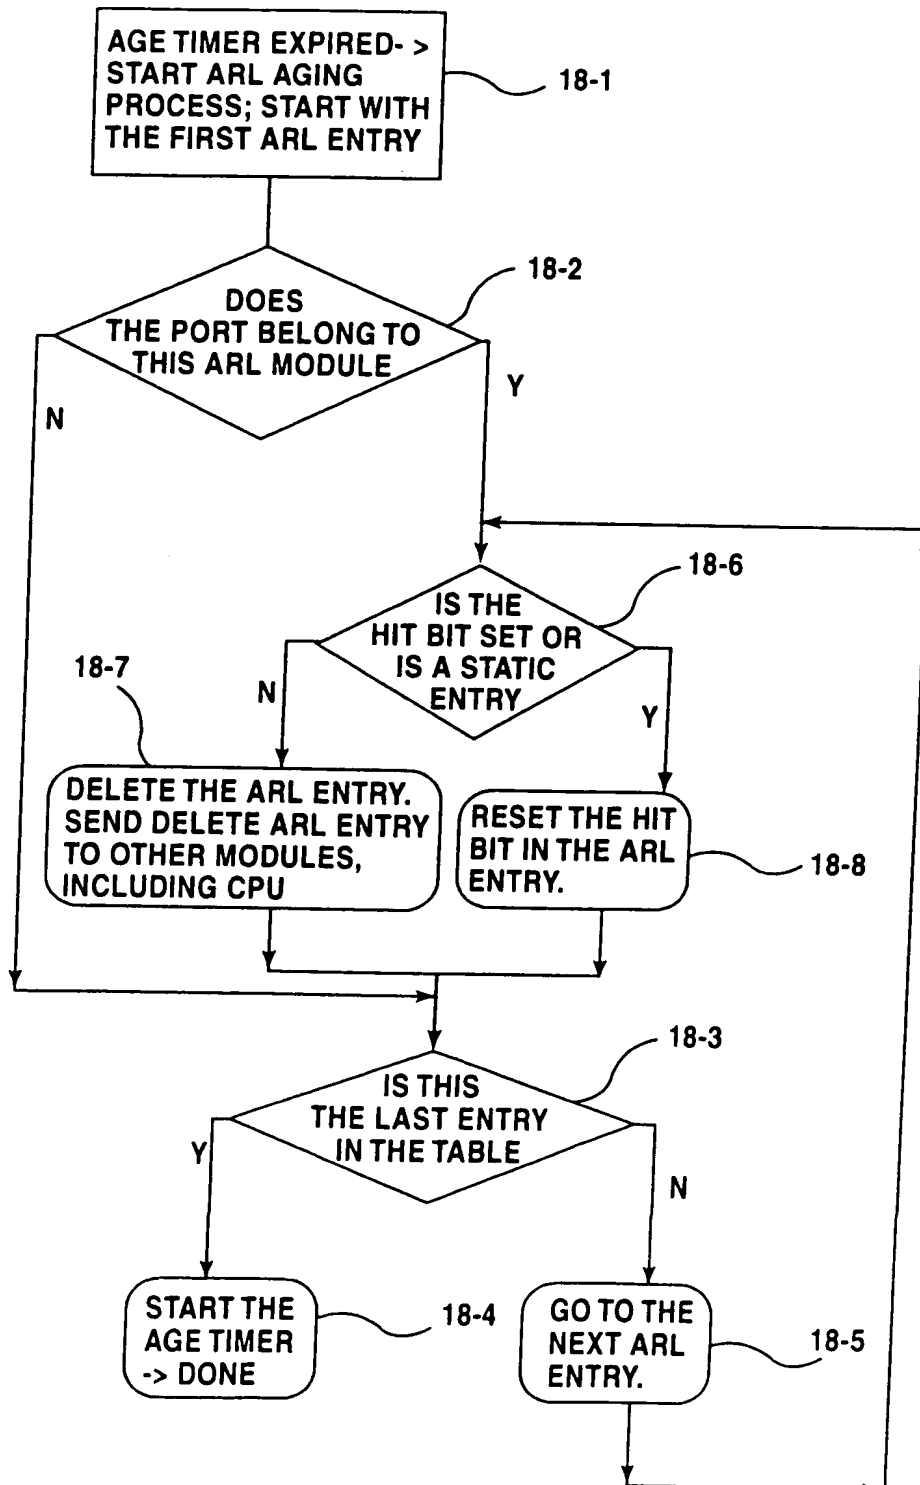 AGE TIMER EXPIRED- >
START ARL AGING
PROCESS; START WITH
THE FIRST ARL ENTRY
18-1
DOES
THE PORT BELONG TO
THIS ARL MODULE
18-2
N
Y
IS THE
HIT BIT SET OR
IS A STATIC
ENTRY
18-6
N
Y
18-7
DELETE THE ARL ENTRY.
SEND DELETE ARL ENTRY
TO OTHER MODULES,
INCLUDING CPU
RESET THE HIT
BIT IN THE ARL
ENTRY.
18-8
IS THIS
THE LAST ENTRY
IN THE TABLE
18-3
Y
N
START THE
AGE TIMER
-> DONE
18-4
GO TO THE
NEXT ARL
ENTRY.
18-5